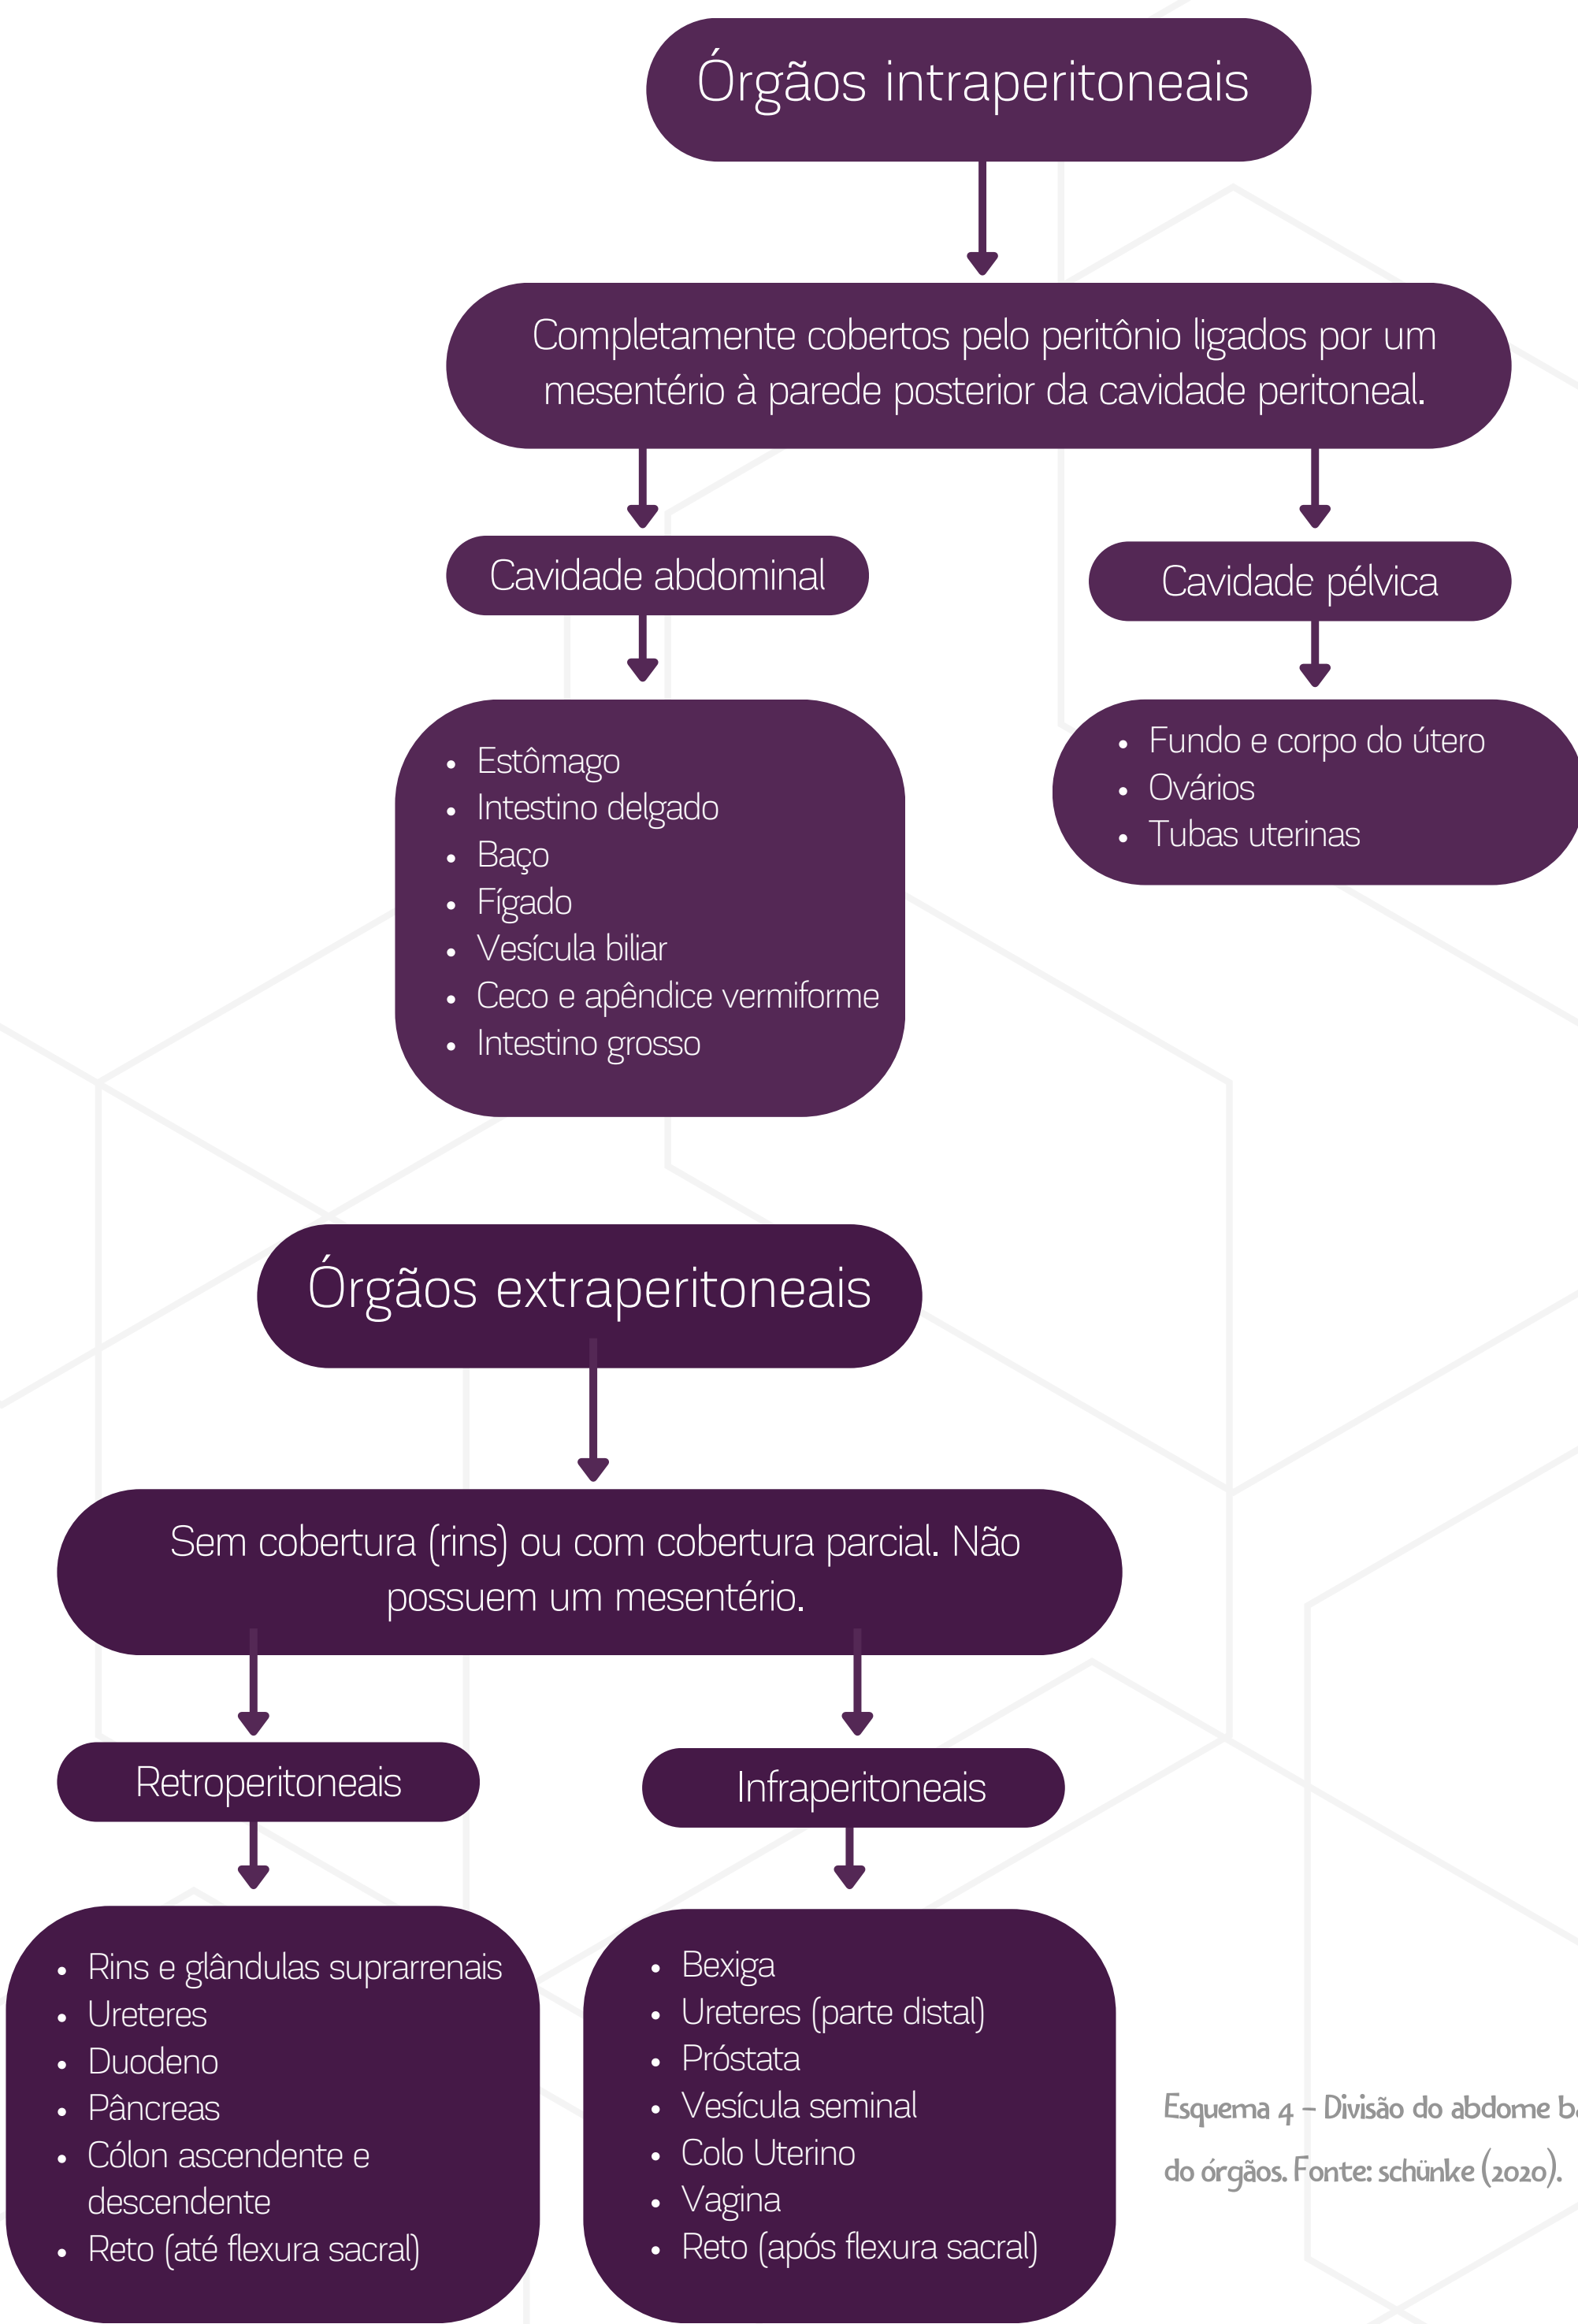 Órgãos intraperitoneais
Completamente cobertos pelo peritônio ligados por um
mesentério à parede posterior da cavidade peritoneal.
Cavidade abdominal
Cavidade pélvica
• Estômago
• Intestino delgado
• Baço
• Fígado
• Vesícula biliar
• Ceco e apêndice vermiforme
• Intestino grosso
• Fundo e corpo do útero
• Ovários
• Tubas uterinas
Órgãos extraperitoneais
Sem cobertura (rins) ou com cobertura parcial. Não
possuem um mesentério.
Retroperitoneais
Infraperitoneais
• Rins e glândulas suprarrenais
• Ureteres
• Duodeno
• Pâncreas
• Cólon ascendente e
descendente
• Reto (até flexura sacral)
• Bexiga
• Ureteres (parte distal)
• Próstata
• Vesícula seminal
• Colo Uterino
• Vagina
• Reto (após flexura sacral)
Esquema 4 - Divisão do abdome
do órgãos. Fonte: schünke (2020).